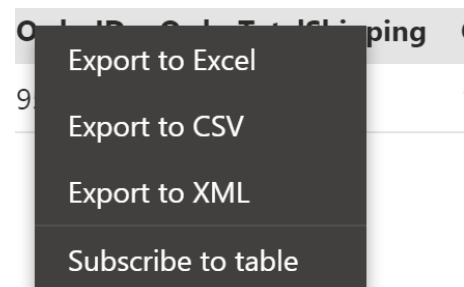 Export to Excel
Export to CSV
Export to XML
Subscribe to table